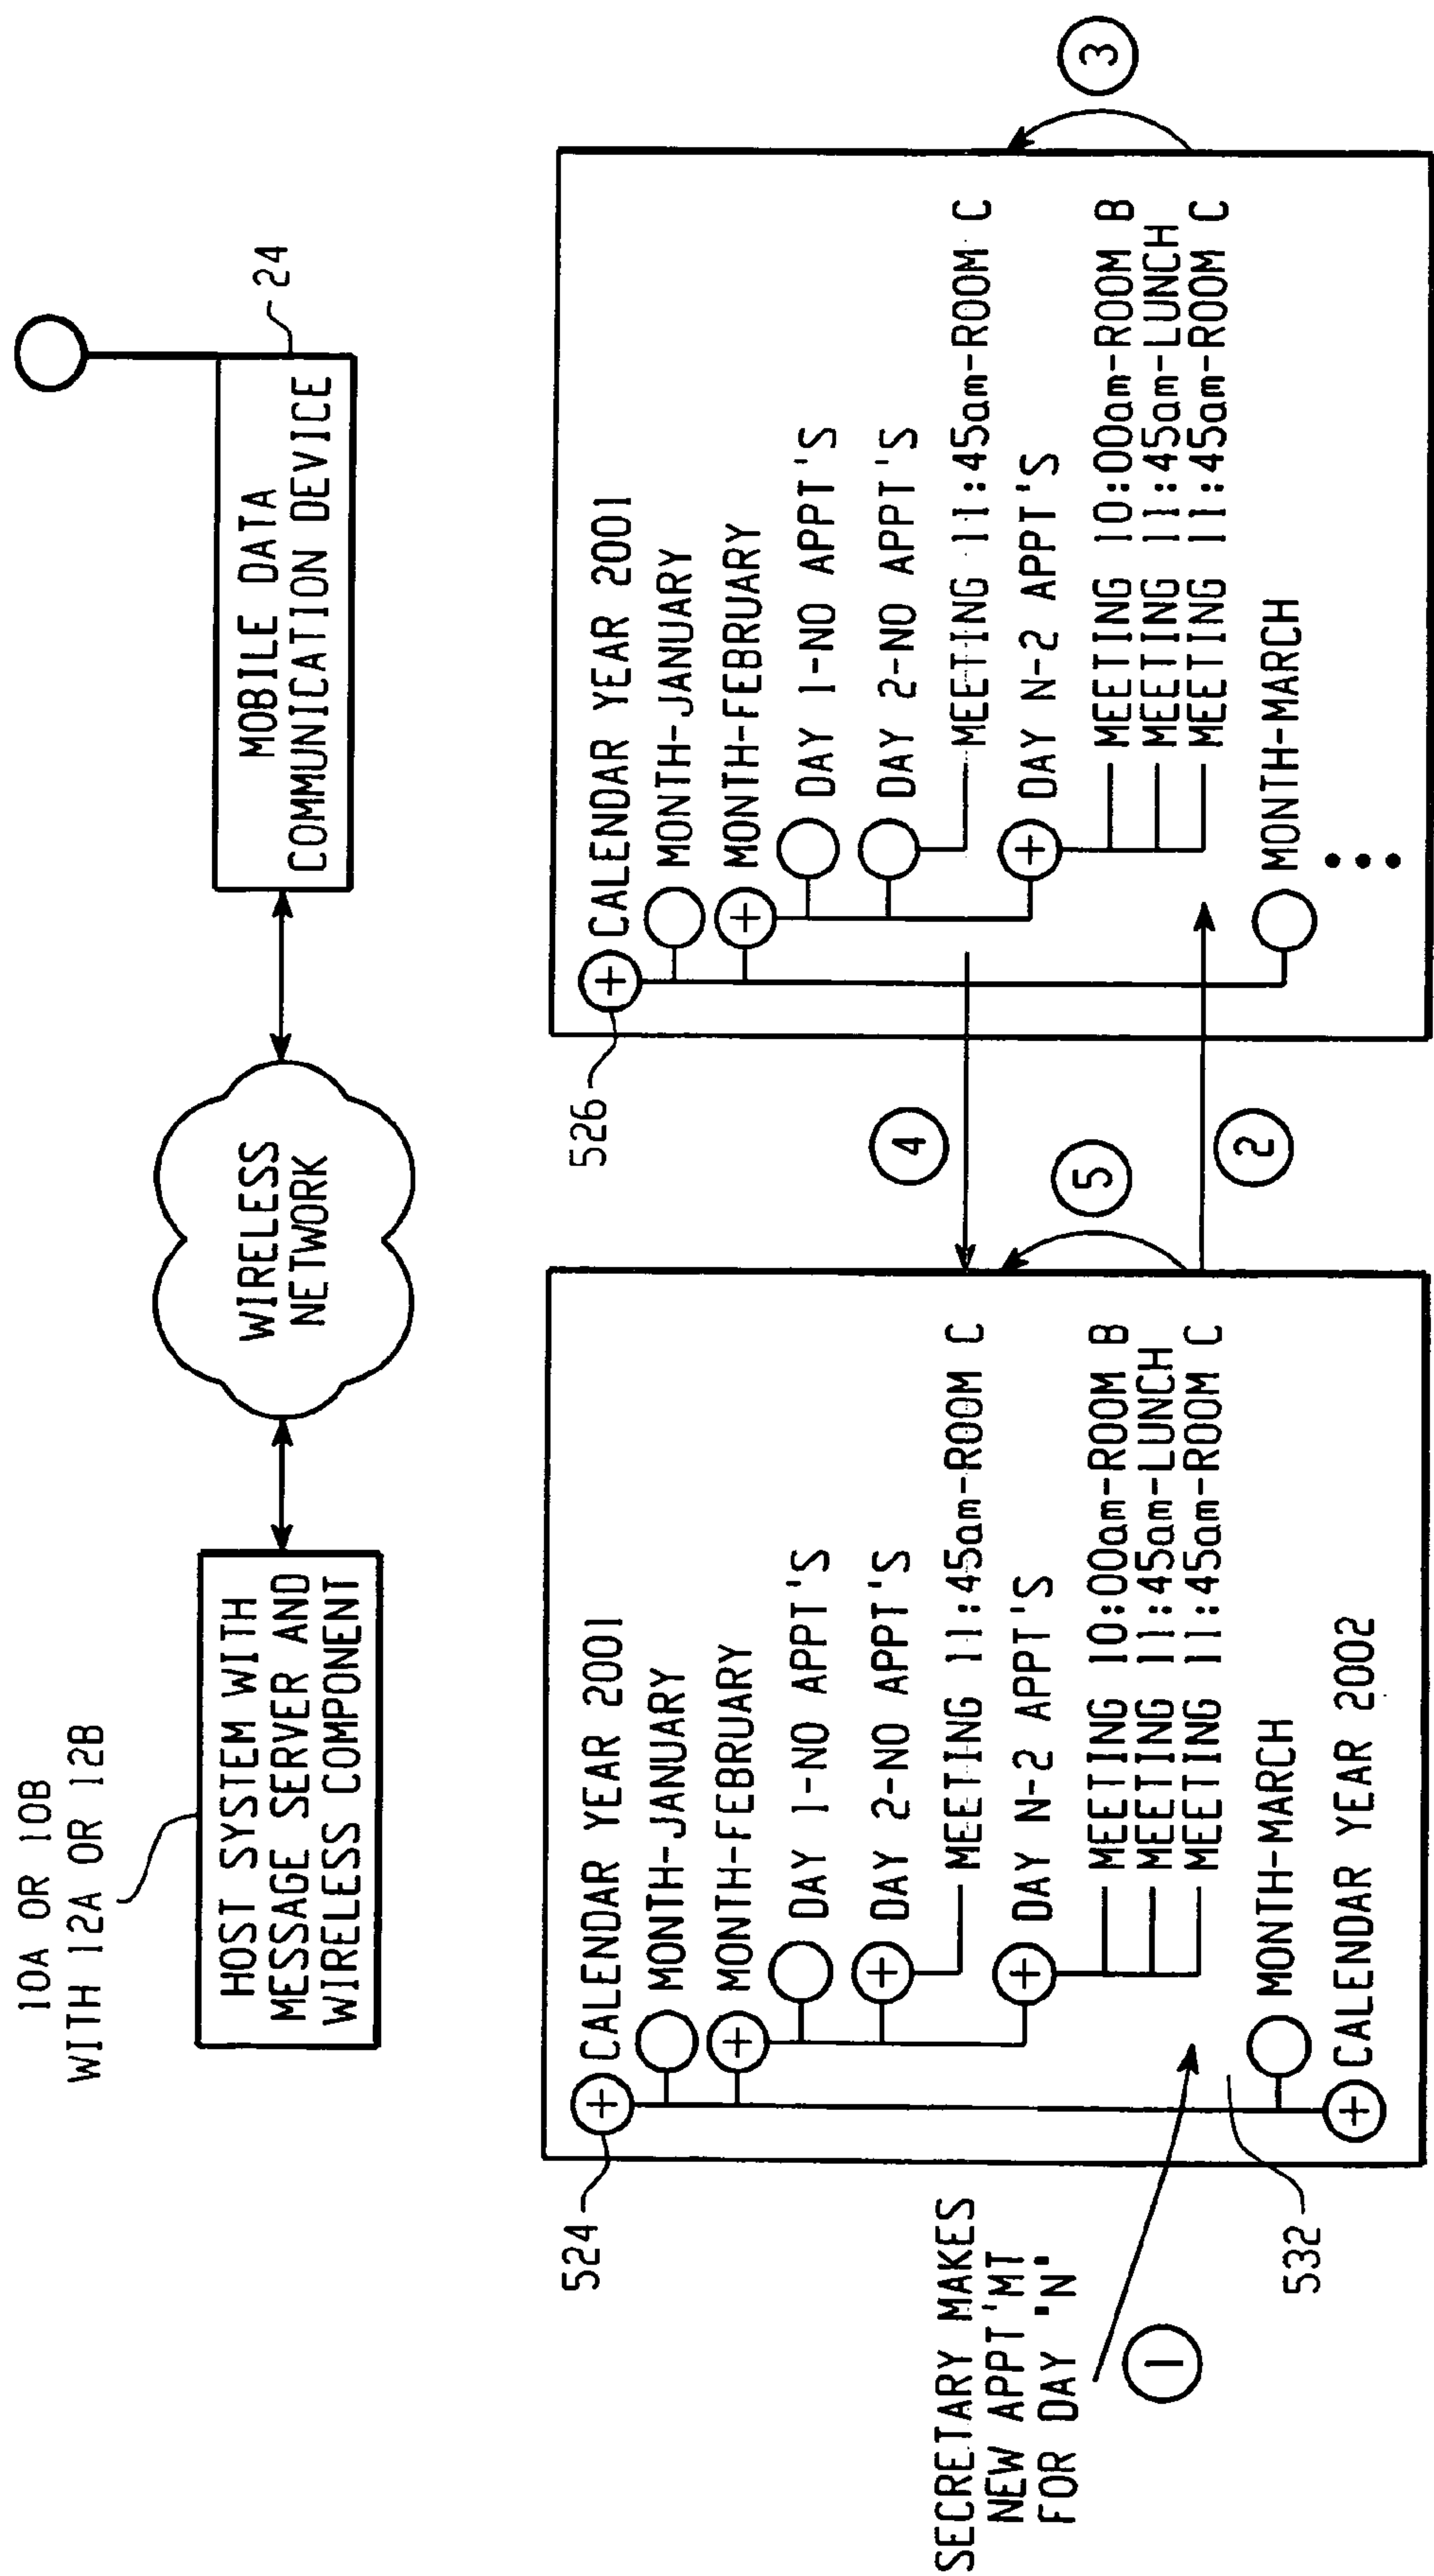 10A OR 10B
WITH 12A OR 12B
HOST SYSTEM WITH
MESSAGE SERVER AND
WIRELESS COMPONENT
WIRELESS
NETWORK
MOBILE DATA
COMMUNICATION DEVICE
24
524
CALENDAR YEAR 2001
MONTH-JANUARY
MONTH-FEBRUARY
DAY 1-NO APPT'S
DAY 2-NO APPT'S
MEETING 11:45am-ROOM C
DAY N-2 APPT'S
MEETING 10:00am-ROOM B
MEETING 11:45am-LUNCH
MEETING 11:45am-ROOM C
MONTH-MARCH
CALENDAR YEAR 2002
SECRETARY MAKES
NEW APPT'MT
FOR DAY "N"
1
532
4
5
2
526
CALENDAR YEAR 2001
MONTH-JANUARY
MONTH-FEBRUARY
DAY 1-NO APPT'S
DAY 2-NO APPT'S
MEETING 11:45am-ROOM C
DAY N-2 APPT'S
MEETING 10:00am-ROOM B
MEETING 11:45am-LUNCH
MEETING 11:45am-ROOM C
MONTH-MARCH
3